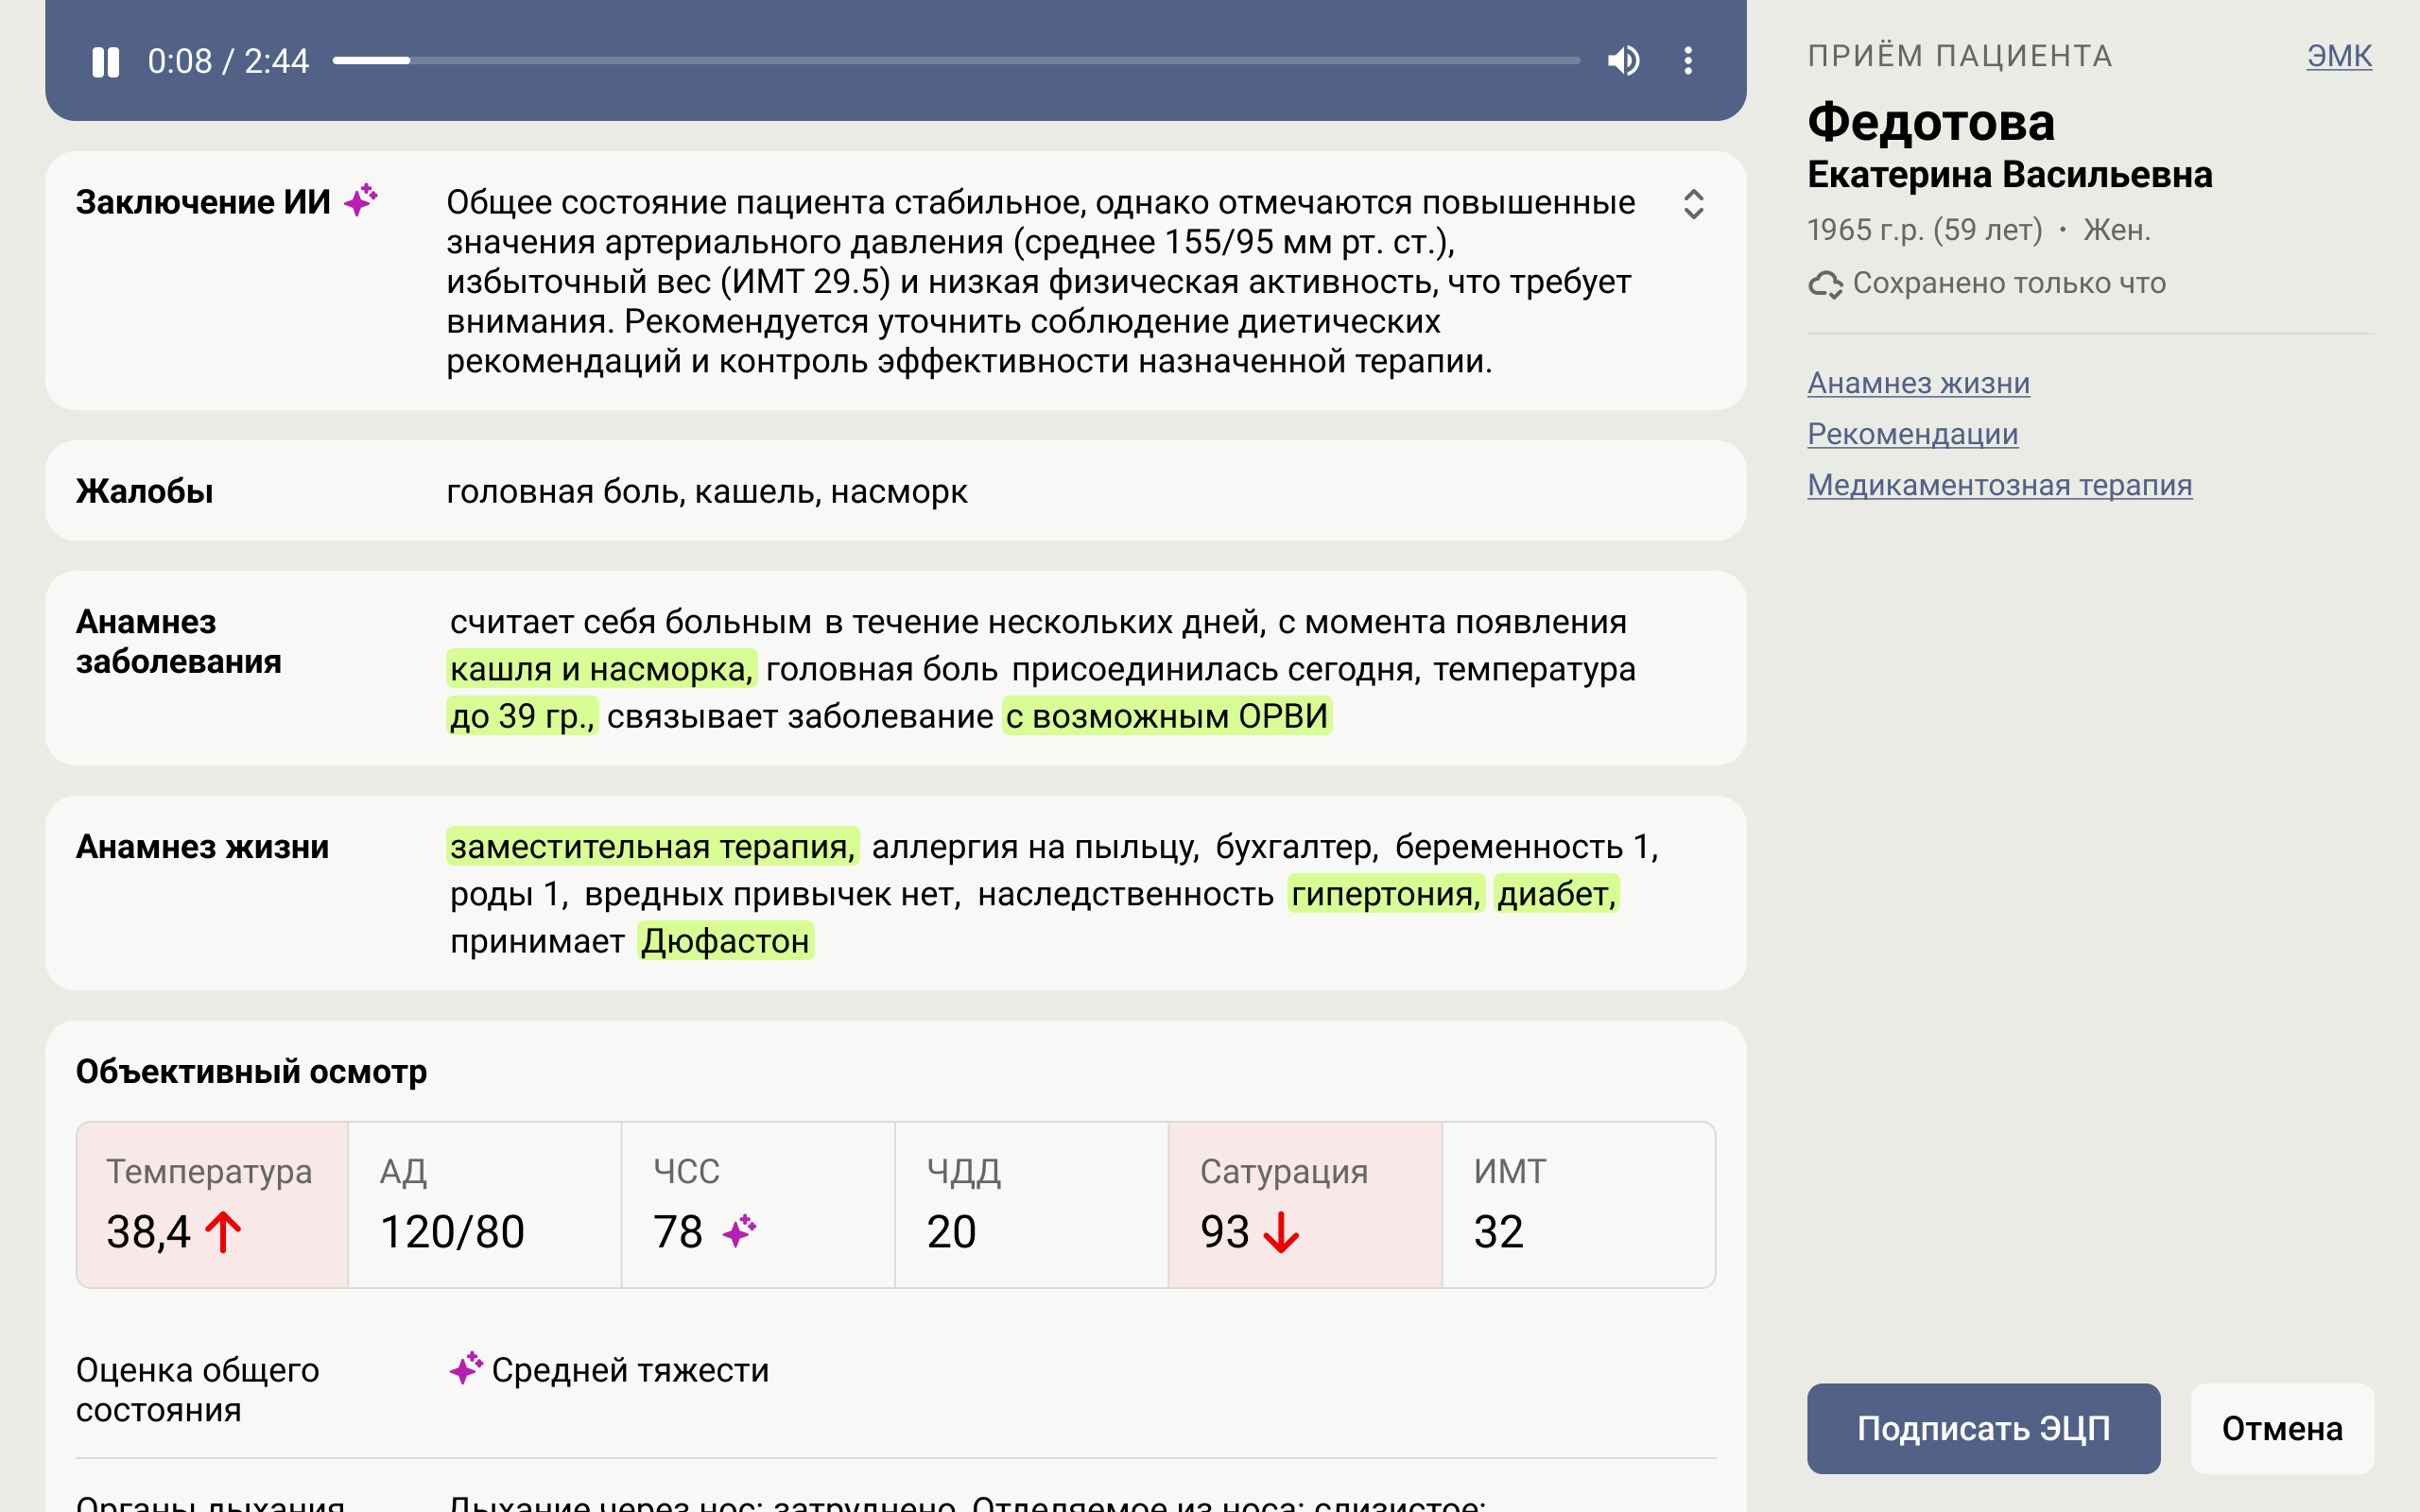 0:08 / 2:44
Заключение ИИ
Общее состояние пациента стабильное, однако отмечаются повышенные
значения артериального давления (среднее 155/95 мм рт. ст.),
избыточный вес (ИМТ 29.5) и низкая физическая активность, что требует
внимания. Рекомендуется уточнить соблюдение диетических
рекомендаций и контроль эффективности назначенной терапии.
Жалобы
головная боль, кашель, насморк
Анамнез
заболевания
считает себя больным в течение нескольких дней, с момента появления
кашля и насморка, головная боль присоединилась сегодня, температура
до 39 гр., связывает заболевание с возможным ОРВИ
Анамнез жизни
заместительная терапия, аллергия на пыльцу, бухгалтер, беременность 1,
роды 1, вредных привычек нет, наследственность гипертония, диабет,
принимает Дюфастон
Объективный осмотр
Температура
38,4
АД
120/80
ЧСС
78
ЧДД
20
Сатурация
93
ИМТ
32
Оценка общего
состояния
Средней тяжести
Органы дыхания
Дыхание через нос: затруднено. Отделяемое из носа: слизистое;
ПРИЁМ ПАЦИЕНТА
ЭМК
Федотова
Екатерина Васильевна
1965 г.р. (59 лет) • Жен.
Сохранено только что
Анамнез жизни
Рекомендации
Медикаментозная терапия
Подписать ЭЦП
Отмена